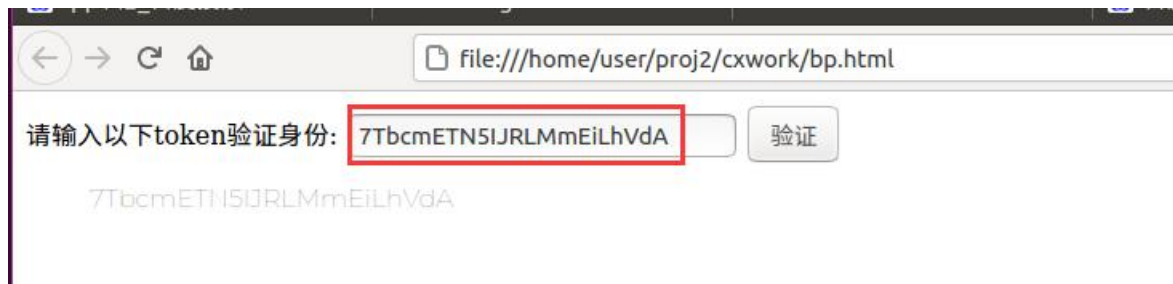 file:///home/user/proj2/cxwork/bp.html
请输入以下token验证身份: 7TbcmETN5IJRLMmEiLhVdA 验证
7TbcmETN5IJRLMmEiLhVdA